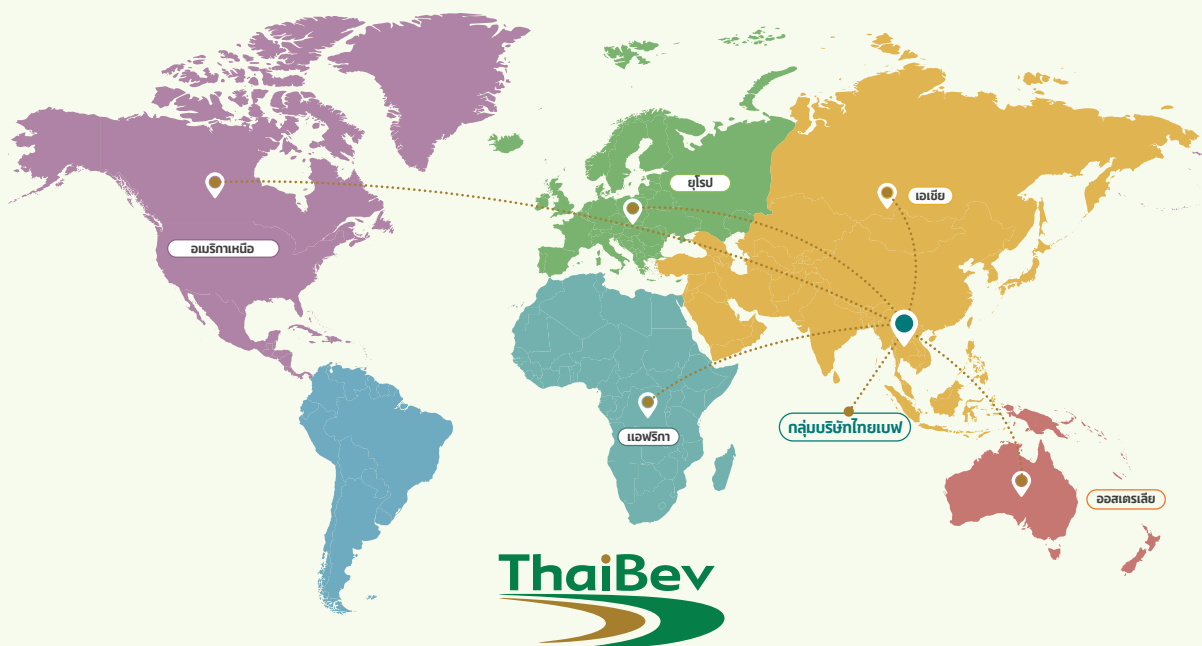 ยุโรป
เอเชีย
อเมริกาเหนือ
แอฟริกา
กลุ่มบริษัทไทยเบฟ
ออสเตรเลีย
ThaiBev